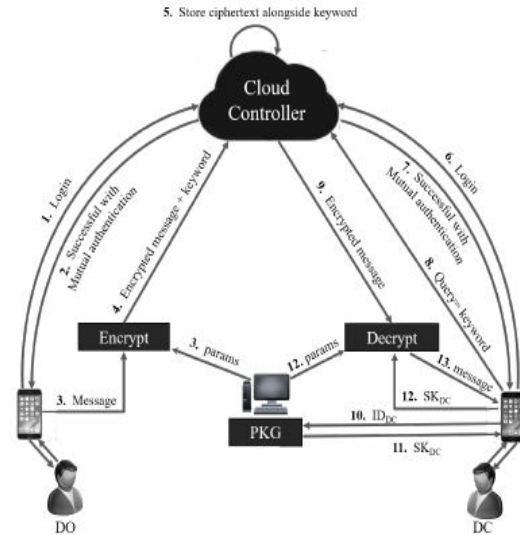 5. Store ciphertext alongside keyword
Cloud
Controller
1. Login
2. Successful with
Mutual authentication
4. Encrypted message + keyword
9. Encrypted message
6. Login
7. Successful with
Mutual authentication
8. Query= keyword
Encrypt
Decrypt
3. params
12. params
13. message
3. Message
12. SKDC
10. IDDC
PKG
11. SKDC
DO
DC